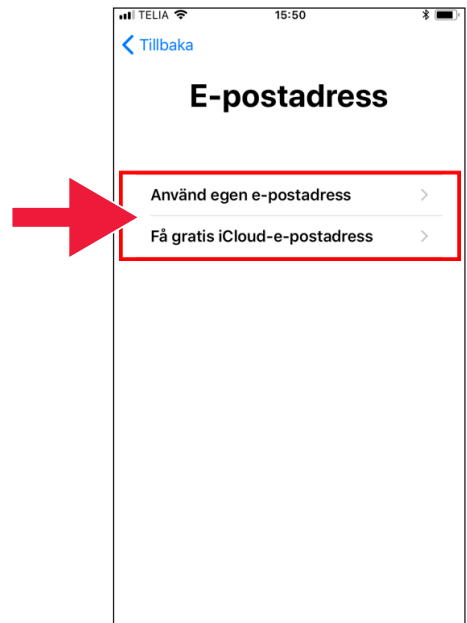 TELIA 15:50
Tillbaka
E-postadress
Använd egen e-postadress
Få gratis iCloud-e-postadress